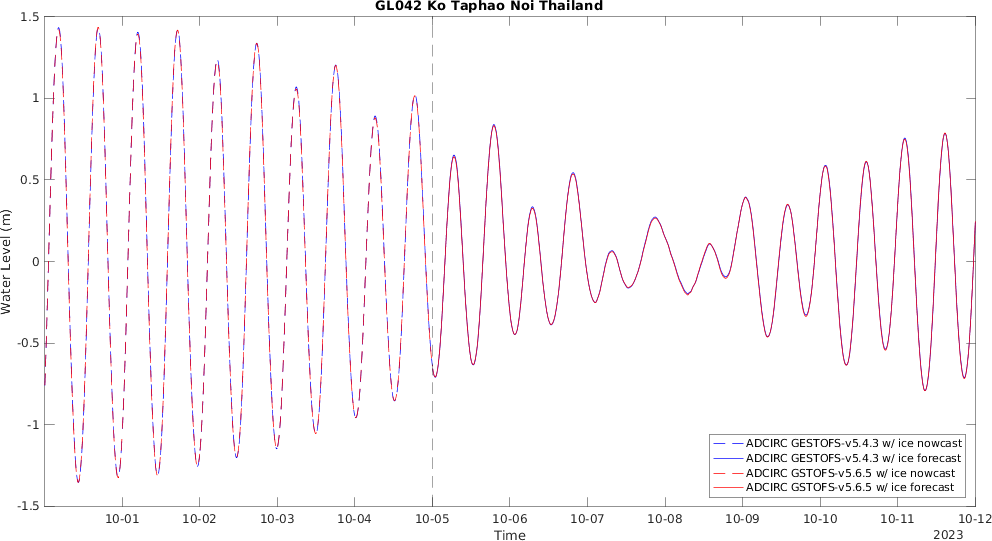 GL042 Ko Taphao Noi Thailand
1.5
1
0.5
0
-0.5
-1
-1.5
Water Level (m)
10-01 10-02 10-03 10-04 10-05 10-06 10-07 10-08 10-09 10-10 10-11 10-12
Time
2023
ADCIRC GESTOFS-v5.4.3 w/ ice nowcast
ADCIRC GESTOFS-v5.4.3 w/ ice forecast
ADCIRC GSTOFS-v5.6.5 w/ ice nowcast
ADCIRC GSTOFS-v5.6.5 w/ ice forecast